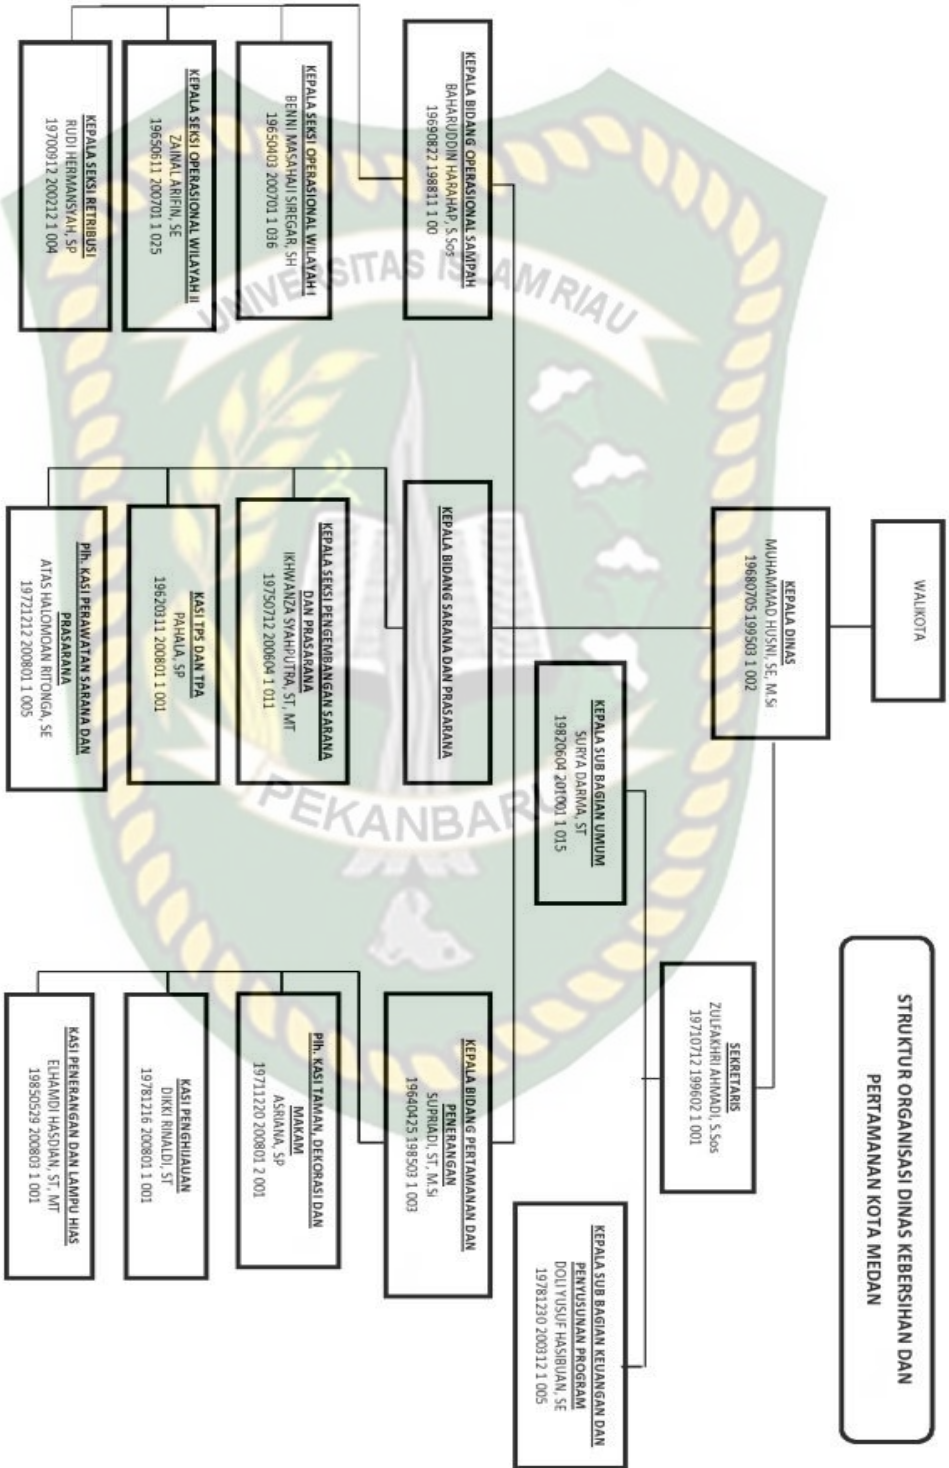 STRUKTUR ORGANISASI DINAS KEBERSIHAN DAN
PERTAMANAN KOTA MEDAN
WALIKOTA
KEPALA DINAS
MUHAMMAD HUSNI, SE, M.Si
19680705 199503 1 002
SEKRETARIS
ZULFAKHRI AHMADI, S.Sos
19710712 199602 1 001
KEPALA SUB BAGIAN UMUM
SURYA DARMA, ST
19820604 201001 1 015
KEPALA SUB BAGIAN KEUANGAN DAN
PENYUSUNAN PROGRAM
DOLI YUSUF HASIBUAN, SE
19781230 200312 1 005
KEPALA BIDANG OPERASIONAL SAMPAH
BAHARUDDIN HARAHAP, S.Sos
19690822 198811 1 00
KEPALA BIDANG SARANA DAN PRASARANA
KEPALA BIDANG PERTAMANAN DAN
PENERANGAN
SUPRIADI, ST, M.Si
19640425 198503 1 003
KEPALA SEKSI OPERASIONAL WILAYAH I
BENNI MASAHAJI SIREGAR, SH
19650403 200701 1 036
KEPALA SEKSI OPERASIONAL WILAYAH II
ZAINAL ARIFIN, SE
19650611 200701 1 025
KEPALA SEKSI RETRIBUSI
RUDI HERMANSYAH, SP
19700912 200212 1 004
KEPALA SEKSI PENGEMBANGAN SARANA
DAN PRASARANA
IKHWANZA SYAHPUTRA, ST, MT
19750712 200604 1 011
KASI TPS DAN TPA
PAHALA, SP
19620311 200801 1 001
Plh. KASI PERAWATAN SARANA DAN
PRASARANA
ATAS HALOMOAN RITONGA, SE
19721212 200801 1 005
Plh. KASI TAMAN, DEKORASI DAN
MAKAM
ASRIANA, SP
19711220 200801 2 001
KASI PENGHIJAUAN
DIKKI RINALDI, ST
19781216 200801 1 001
KASI PENERANGAN DAN LAMPU HIAS
ELHAMDI HASDIAN, ST, MT
19850529 200803 1 001
UNIVERSITAS ISLAM RIAU
PEKANBARU